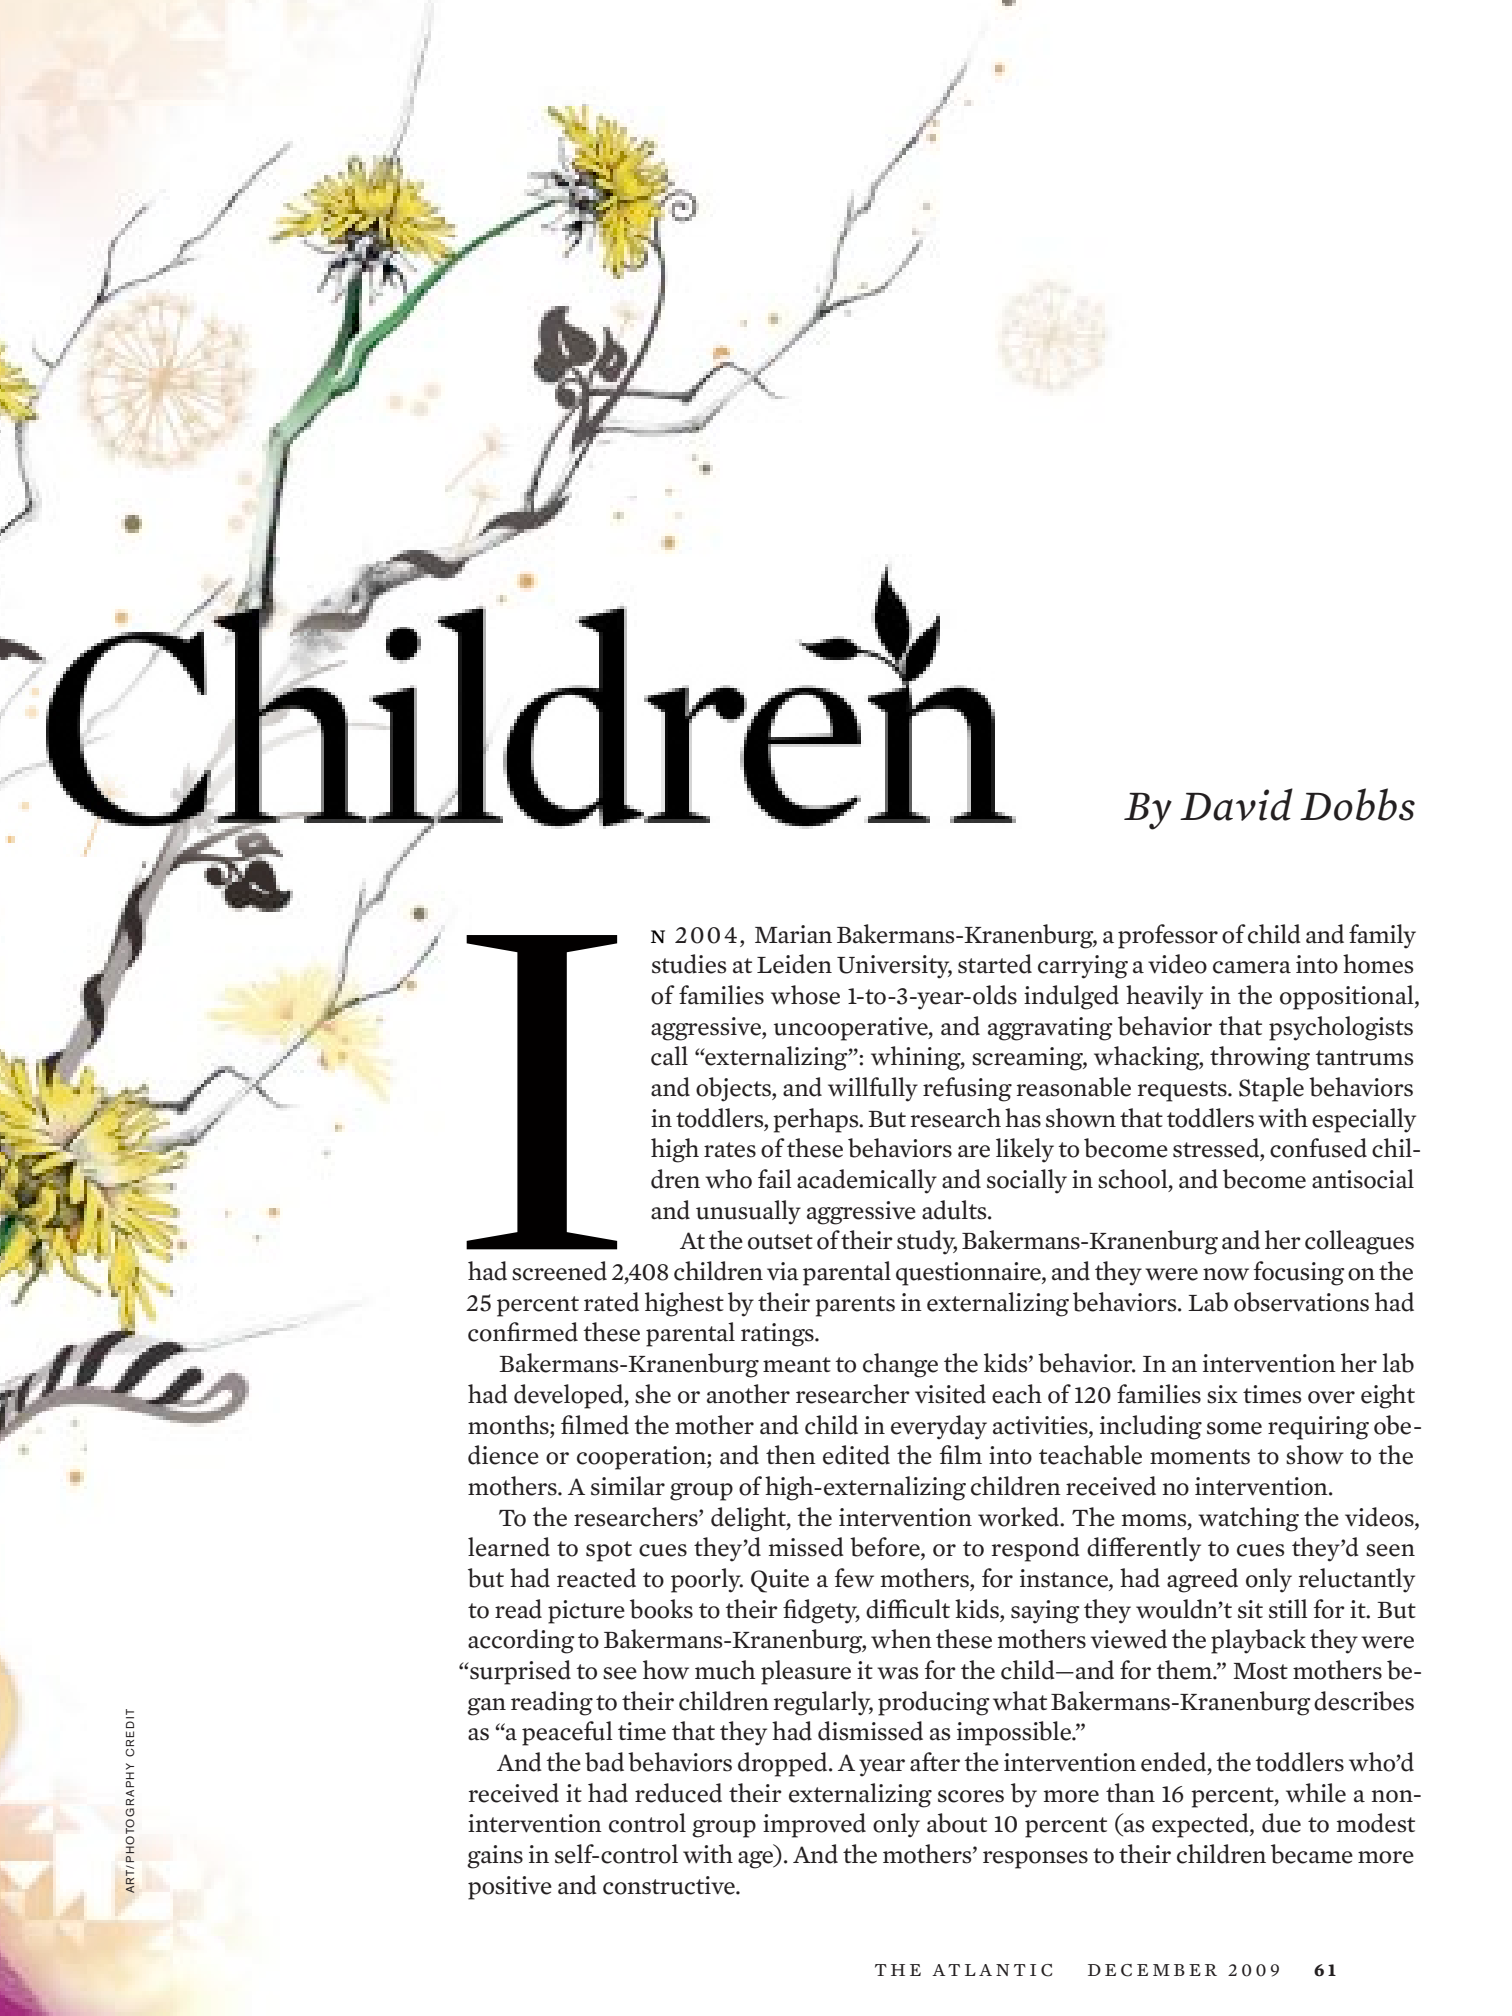 Children
By David Dobbs
IN 2004, Marian Bakermans-Kranenburg, a professor of child and family
studies at Leiden University, started carrying a video camera into homes
of families whose 1-to-3-year-olds indulged heavily in the oppositional,
aggressive, uncooperative, and aggravating behavior that psychologists
call “externalizing”: whining, screaming, whacking, throwing tantrums
and objects, and willfully refusing reasonable requests. Staple behaviors
in toddlers, perhaps. But research has shown that toddlers with especially
high rates of these behaviors are likely to become stressed, confused chil-
dren who fail academically and socially in school, and become antisocial
and unusually aggressive adults.
At the outset of their study, Bakermans-Kranenburg and her colleagues
had screened 2,408 children via parental questionnaire, and they were now focusing on the
25 percent rated highest by their parents in externalizing behaviors. Lab observations had
confirmed these parental ratings.
Bakermans-Kranenburg meant to change the kids’ behavior. In an intervention her lab
had developed, she or another researcher visited each of 120 families six times over eight
months; filmed the mother and child in everyday activities, including some requiring obe-
dience or cooperation; and then edited the film into teachable moments to show to the
mothers. A similar group of high-externalizing children received no intervention.
To the researchers’ delight, the intervention worked. The moms, watching the videos,
learned to spot cues they’d missed before, or to respond differently to cues they’d seen
but had reacted to poorly. Quite a few mothers, for instance, had agreed only reluctantly
to read picture books to their fidgety, difficult kids, saying they wouldn’t sit still for it. But
according to Bakermans-Kranenburg, when these mothers viewed the playback they were
“surprised to see how much pleasure it was for the child—and for them.” Most mothers be-
gan reading to their children regularly, producing what Bakermans-Kranenburg describes
as “a peaceful time that they had dismissed as impossible.”
And the bad behaviors dropped. A year after the intervention ended, the toddlers who’d
received it had reduced their externalizing scores by more than 16 percent, while a non-
intervention control group improved only about 10 percent (as expected, due to modest
gains in self-control with age). And the mothers’ responses to their children became more
positive and constructive.
ART/PHOTOGRAPHY CREDIT
THE ATLANTIC DECEMBER 2009 61